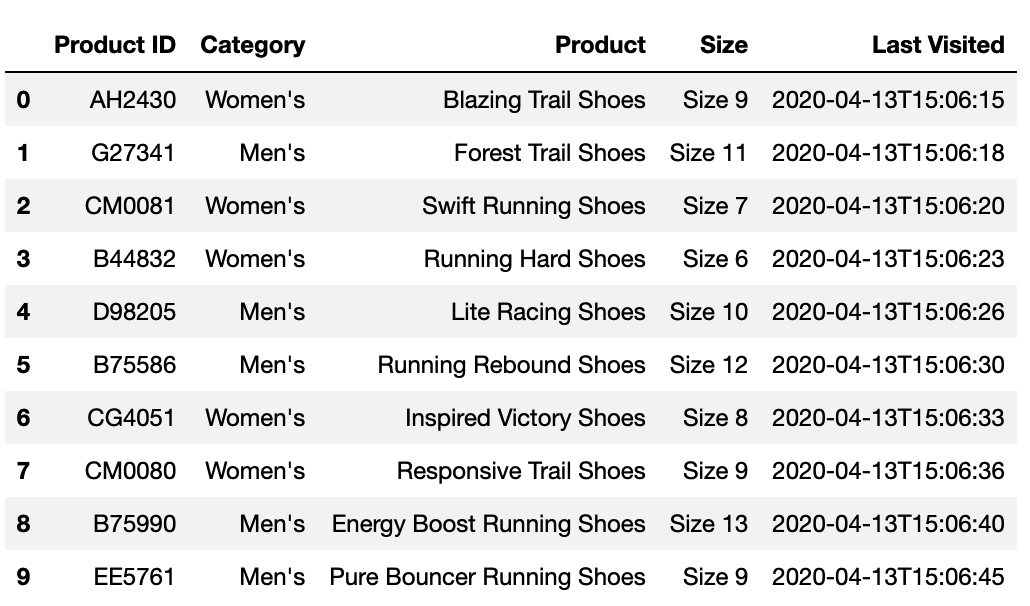 Product ID Category Product Size Last Visited
0 AH2430 Women's Blazing Trail Shoes Size 9 2020-04-13T15:06:15
1 G27341 Men's Forest Trail Shoes Size 11 2020-04-13T15:06:18
2 CM0081 Women's Swift Running Shoes Size 7 2020-04-13T15:06:20
3 B44832 Women's Running Hard Shoes Size 6 2020-04-13T15:06:23
4 D98205 Men's Lite Racing Shoes Size 10 2020-04-13T15:06:26
5 B75586 Men's Running Rebound Shoes Size 12 2020-04-13T15:06:30
6 CG4051 Women's Inspired Victory Shoes Size 8 2020-04-13T15:06:33
7 CM0080 Women's Responsive Trail Shoes Size 9 2020-04-13T15:06:36
8 B75990 Men's Energy Boost Running Shoes Size 13 2020-04-13T15:06:40
9 EE5761 Men's Pure Bouncer Running Shoes Size 9 2020-04-13T15:06:45